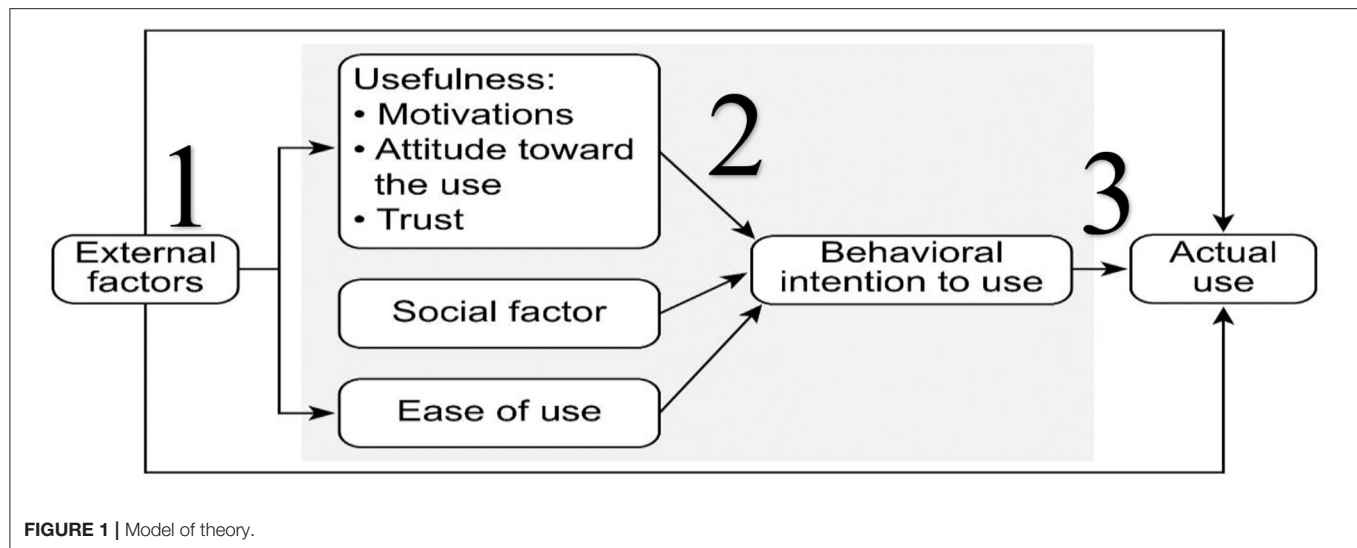 1
2
3
Usefulness:
• Motivations
• Attitude toward
the use
• Trust
External
factors
Social factor
Ease of use
Behavioral
intention to use
Actual
use
FIGURE 1 | Model of theory.